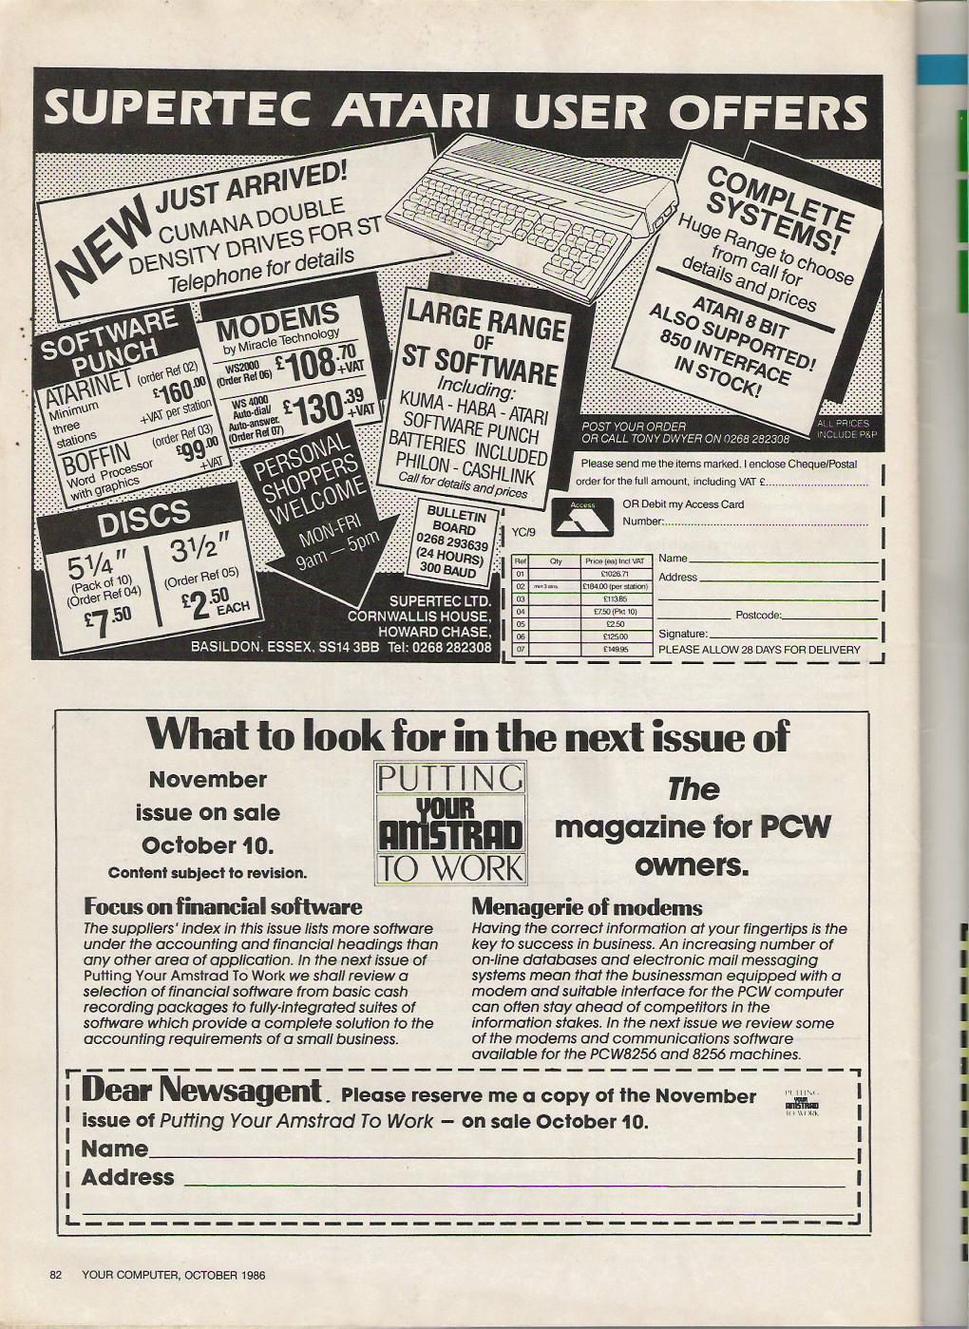 SUPERTEC ATARI USER OFFERS
NEW
JUST ARRIVED!
CUMANA DOUBLE
DENSITY DRIVES FOR ST
Telephone for details
COMPLETE
SYSTEMS!
Huge Range to choose
from call for
details and prices
ATARI 8 BIT
ALSO SUPPORTED!
850 INTERFACE
IN STOCK!
SOFTWARE
PUNCH
ATARINET (order Ref 02)
Minimum
three
stations
£160.00
+VAT per station
BOFFIN (order Ref 03)
Word Processor
with graphics
£99.00
+VAT
MODEMS
by Miracle Technology
WS2000
(Order Ref 06)
£108.70
+VAT
WS 4000
Auto-dial/
Auto-answer.
(Order Ref 07)
£130.39
+VAT
LARGE RANGE
OF
ST SOFTWARE
Including:
KUMA - HABA - ATARI
SOFTWARE PUNCH
BATTERIES INCLUDED
PHILON - CASHLINK
Call for details and prices
DISCS
5¼"
(Pack of 10)
(Order Ref 04)
£7.50
3½"
(Order Ref 05)
£2.50
EACH
PERSONAL
SHOPPERS
WELCOME
MON-FRI
9am — 5pm
BULLETIN
BOARD
0268 293639
(24 HOURS)
300 BAUD
SUPERTEC LTD.
CORNWALLIS HOUSE,
HOWARD CHASE,
BASILDON. ESSEX. SS14 3BB Tel: 0268 282308
POST YOUR ORDER
OR CALL TONY DWYER ON 0268 282308
ALL PRICES
INCLUDE P&P
Please send me the items marked. I enclose Cheque/Postal
order for the full amount, including VAT £
Access
OR Debit my Access Card
Number:
YC/9
Ref Qty Price (ea) Incl VAT
01 £1026.71
02 min 3 stns. £184.00 (per station)
03 £113.85
04 £7.50 (Pkt 10)
05 £2.50
06 £125.00
07 £149.95
Name
Address
Postcode:
Signature:
PLEASE ALLOW 28 DAYS FOR DELIVERY
What to look for in the next issue of
November
issue on sale
October 10.
Content subject to revision.
PUTTING
YOUR
AMSTRAD
TO WORK
The
magazine for PCW
owners.
Focus on financial software
The suppliers' index in this issue lists more software
under the accounting and financial headings than
any other area of application. In the next issue of
Putting Your Amstrad To Work we shall review a
selection of financial software from basic cash
recording packages to fully-integrated suites of
software which provide a complete solution to the
accounting requirements of a small business.
Menagerie of modems
Having the correct information at your fingertips is the
key to success in business. An increasing number of
on-line databases and electronic mail messaging
systems mean that the businessman equipped with a
modem and suitable interface for the PCW computer
can often stay ahead of competitors in the
information stakes. In the next issue we review some
of the modems and communications software
available for the PCW8256 and 8256 machines.
Dear Newsagent. Please reserve me a copy of the November
issue of Putting Your Amstrad To Work — on sale October 10.
PUTTING
YOUR
AMSTRAD
TO WORK
Name
Address
82 YOUR COMPUTER, OCTOBER 1986